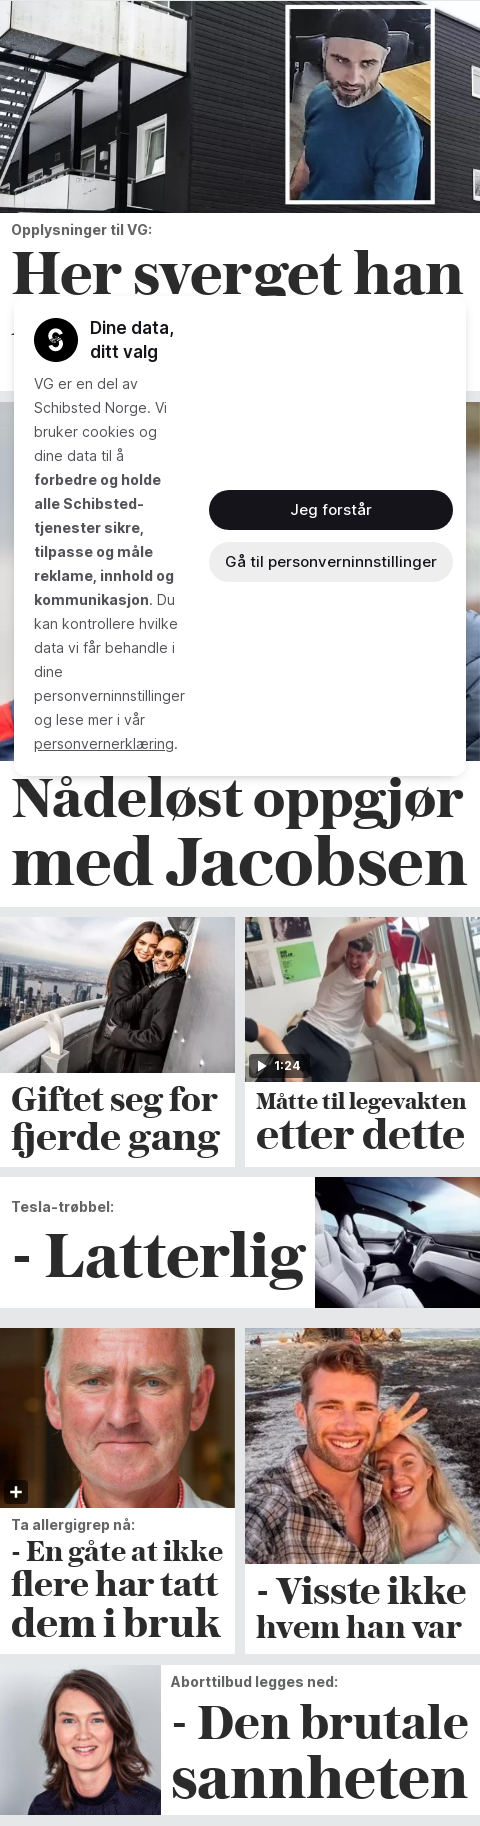 Opplysninger til VG:
Her sverget han
Dine data,
ditt valg
VG er en del av
Schibsted Norge. Vi
bruker cookies og
dine data til å
forbedre og holde
alle Schibsted-
tjenester sikre,
tilpasse og måle
reklame, innhold og
kommunikasjon. Du
kan kontrollere hvilke
data vi får behandle i
dine
personverninnstillinger
og lese mer i vår
personvernerklæring.
Jeg forstår
Gå til personverninnstillinger
Nådeløst oppgjør
med Jacobsen
Giftet seg for
fjerde gang
1:24
Måtte til legevakten
etter dette
Tesla-trøbbel:
- Latterlig
Ta allergigrep nå:
- En gåte at ikke
flere har tatt
dem i bruk
- Visste ikke
hvem han var
Aborttilbud legges ned:
- Den brutale
sannheten